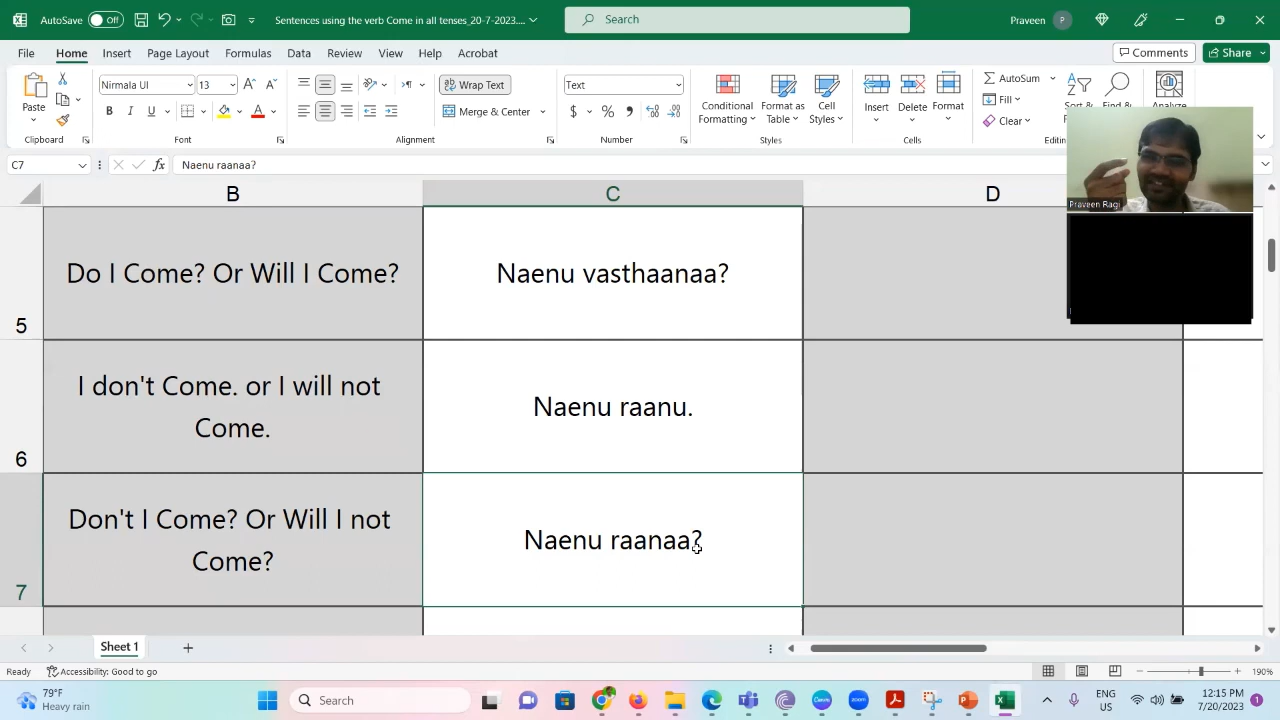 AutoSave Off Sentences using the verb Come in all tenses_20-7-2023.... Search Praveen P
File Home Insert Page Layout Formulas Data Review View Help Acrobat Comments Share
Nirmala UI 13 Wrap Text Text AutoSum
Paste B I U Merge & Center $ % Conditional Formatting Format as Table Cell Styles Insert Delete Format Fill Clear
Clipboard Font Alignment Number Styles Cells
C7 fx Naenu raanaa?
Praveen Ragi
B C D
Do I Come? Or Will I Come? Naenu vasthaanaa?
5
I don't Come. or I will not Naenu raanu.
Come.
6
Don't I Come? Or Will I not Naenu raanaa?
Come?
7
Sheet 1
Ready Accessibility: Good to go 190%
79°F Heavy rain Search ENG US 12:15 PM 7/20/2023 1